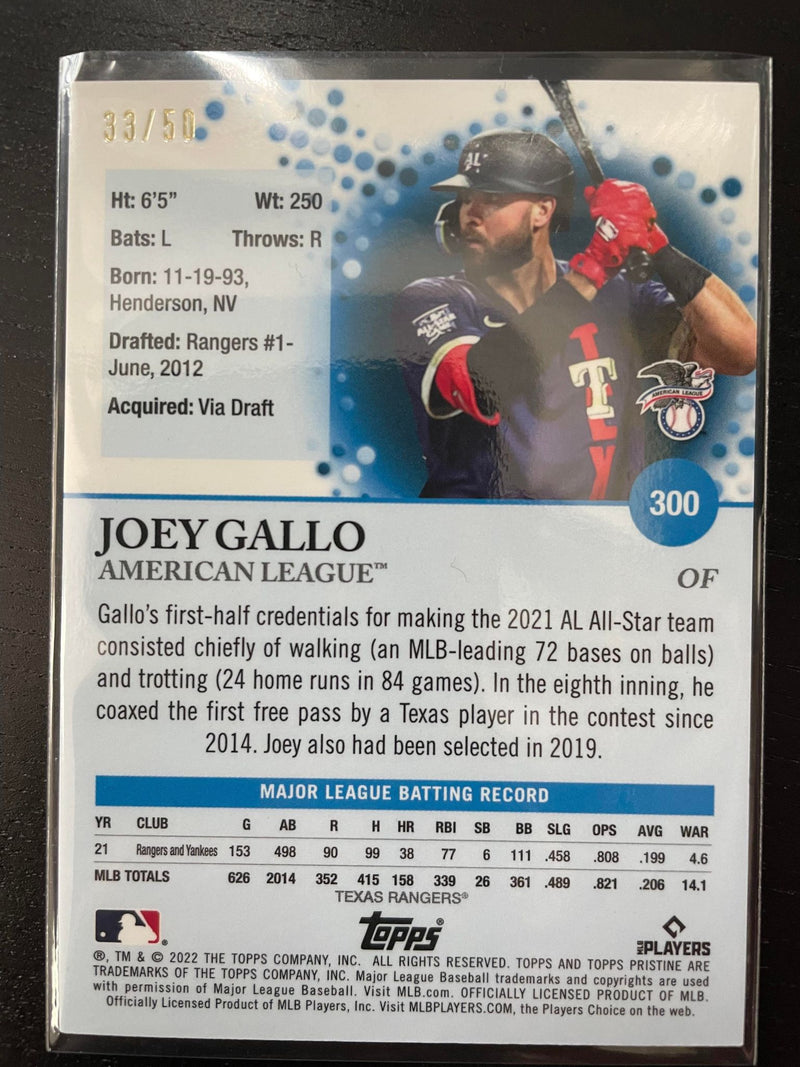 33/50
AL
Ht: 6'5" Wt: 250
Bats: L Throws: R
Born: 11-19-93,
Henderson, NV
Drafted: Rangers #1-
June, 2012
Acquired: Via Draft
ALL-STAR
GAME
TEX
T
AMERICAN LEAGUE
300
JOEY GALLO
AMERICAN LEAGUE™
OF
Gallo's first-half credentials for making the 2021 AL All-Star team
consisted chiefly of walking (an MLB-leading 72 bases on balls)
and trotting (24 home runs in 84 games). In the eighth inning, he
coaxed the first free pass by a Texas player in the contest since
2014. Joey also had been selected in 2019.
MAJOR LEAGUE BATTING RECORD
YR CLUB G AB R H HR RBI SB BB SLG OPS AVG WAR
21 Rangers and Yankees 153 498 90 99 38 77 6 111 .458 .808 .199 4.6
MLB TOTALS 626 2014 352 415 158 339 26 361 .489 .821 .206 14.1
TEXAS RANGERS®
®
Topps®
MLB PLAYERS
®, TM & © 2022 THE TOPPS COMPANY, INC. ALL RIGHTS RESERVED. TOPPS AND TOPPS PRISTINE ARE
TRADEMARKS OF THE TOPPS COMPANY, INC. Major League Baseball trademarks and copyrights are used
with permission of Major League Baseball. Visit MLB.com. OFFICIALLY LICENSED PRODUCT OF MLB.
Officially Licensed Product of MLB Players, Inc. Visit MLBPLAYERS.COM, the Players Choice on the web.